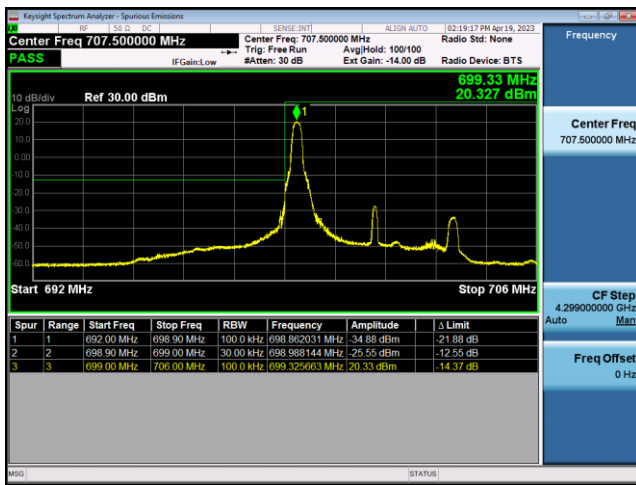 Keysight Spectrum Analyzer - Spurious Emissions
RF 50 Ω DC SENSE:INT ALIGN AUTO 02:19:17 PM Apr 19, 2023
Center Freq 707.500000 MHz Center Freq: 707.500000 MHz Radio Std: None
Trig: Free Run Avg|Hold: 100/100
PASS IFGain:Low #Atten: 30 dB Ext Gain: -14.00 dB Radio Device: BTS
699.33 MHz
20.327 dBm
10 dB/div Ref 30.00 dBm
Log
1
20.0
10.0
0.00
-10.0
-20.0
-30.0
-40.0
-50.0
-60.0
Start 692 MHz Stop 706 MHz
Spur Range Start Freq Stop Freq RBW Frequency Amplitude Δ Limit
1 1 692.00 MHz 698.90 MHz 100.0 kHz 698.862031 MHz -34.88 dBm -21.88 dB
2 2 698.90 MHz 699.00 MHz 30.00 kHz 698.988144 MHz -25.55 dBm -12.55 dB
3 3 699.00 MHz 706.00 MHz 100.0 kHz 699.325663 MHz 20.33 dBm -14.37 dB
MSG STATUS
Frequency
Center Freq
707.500000 MHz
CF Step
4.299000000 GHz
Auto Man
Freq Offset
0 Hz